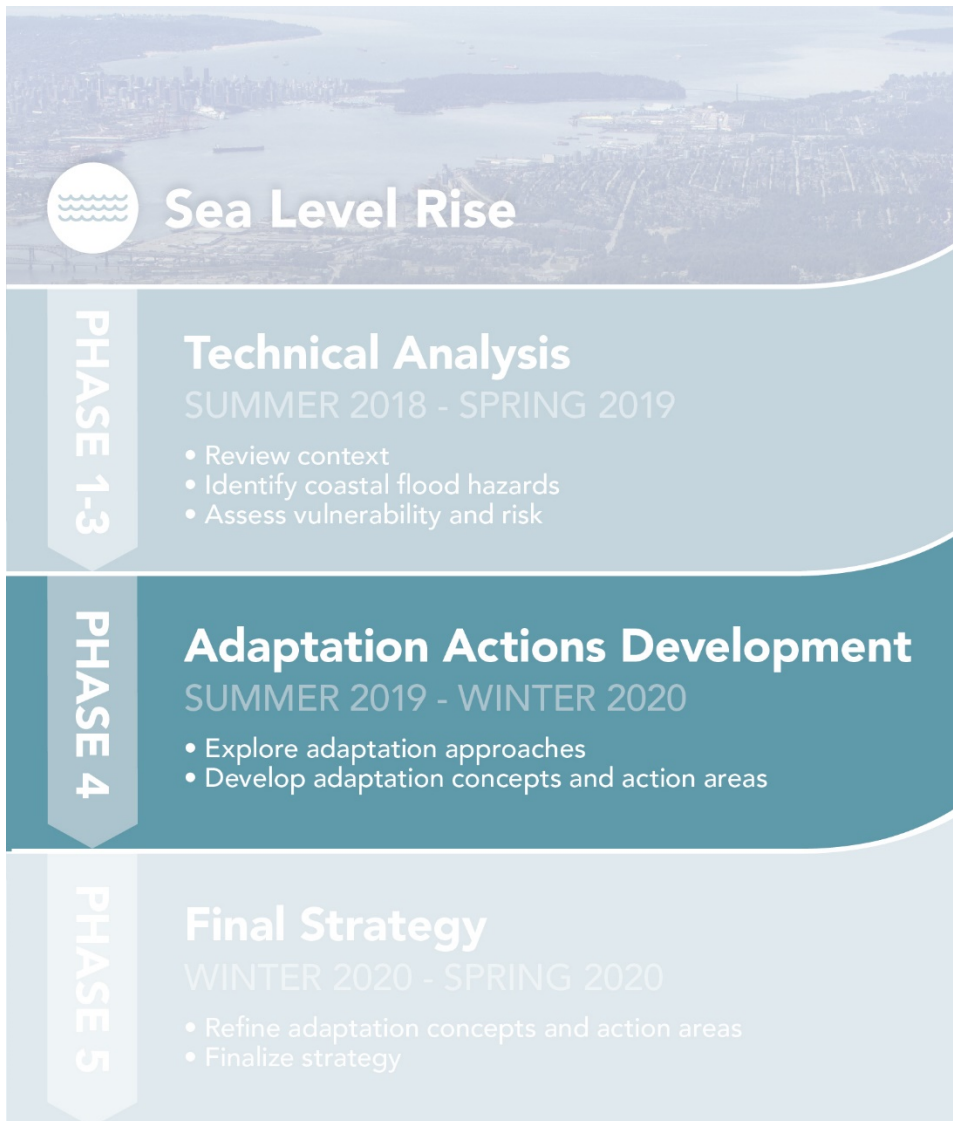 Sea Level Rise
PHASE 1-3
Technical Analysis
SUMMER 2018 - SPRING 2019
• Review context
• Identify coastal flood hazards
• Assess vulnerability and risk
PHASE 4
Adaptation Actions Development
SUMMER 2019 - WINTER 2020
• Explore adaptation approaches
• Develop adaptation concepts and action areas
PHASE 5
Final Strategy
WINTER 2020 - SPRING 2020
• Refine adaptation concepts and action areas
• Finalize strategy